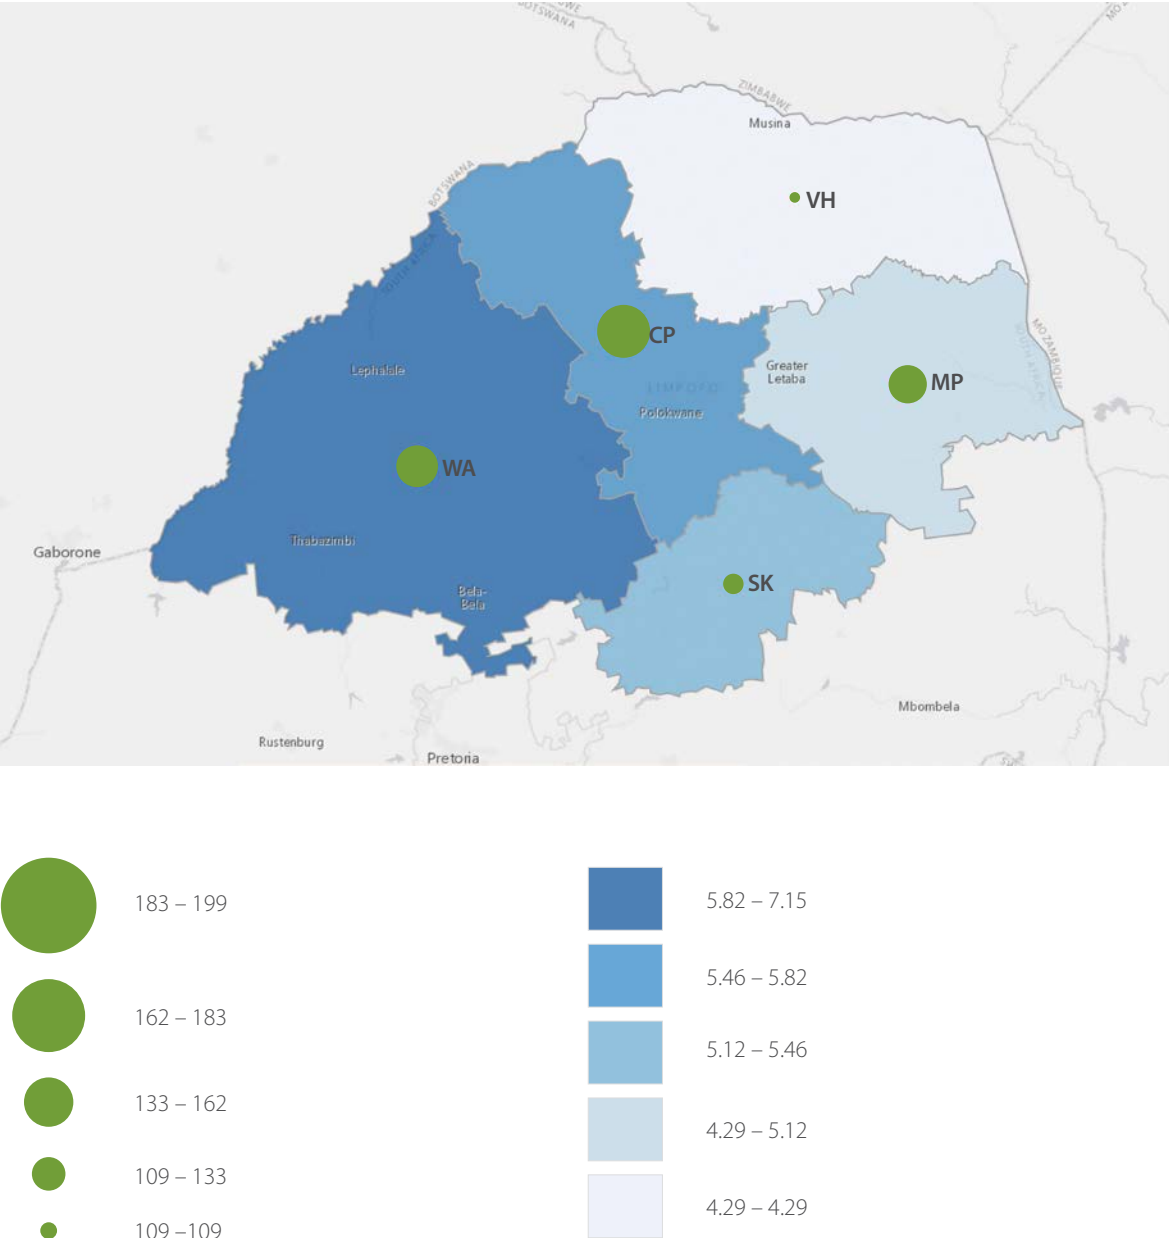 BOTSWANA
ZIMBABWE
Musina
BOTSWANA
VH
SOUTH AFRICA
CP
MOZAMBIQUE
SOUTH AFRICA
Lephalale
Greater
Letaba
MP
LIMPOPO
Polokwane
WA
Thabazimbi
Gaborone
SK
Bela-
Bela
Mbombela
Rustenburg
Pretoria
183 – 199
5.82 – 7.15
162 – 183
5.46 – 5.82
133 – 162
5.12 – 5.46
109 – 133
4.29 – 5.12
109 –109
4.29 – 4.29